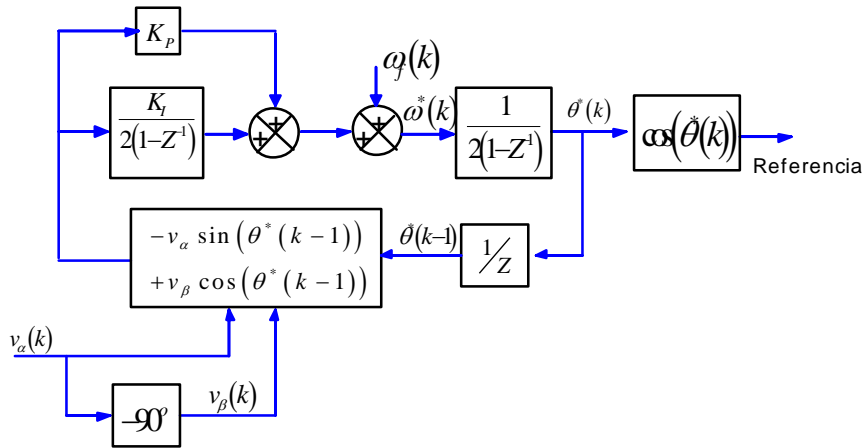 K_P
ω_f(k)
K_I
2(1−Z⁻¹)
+
+
+
+
ω*(k)
1
2(1−Z⁻¹)
θ*(k)
cos(θ*(k))
Referencia
−v_α sin(θ*(k−1))
+v_β cos(θ*(k−1))
θ*(k−1)
1/Z
v_α(k)
−90º
v_β(k)